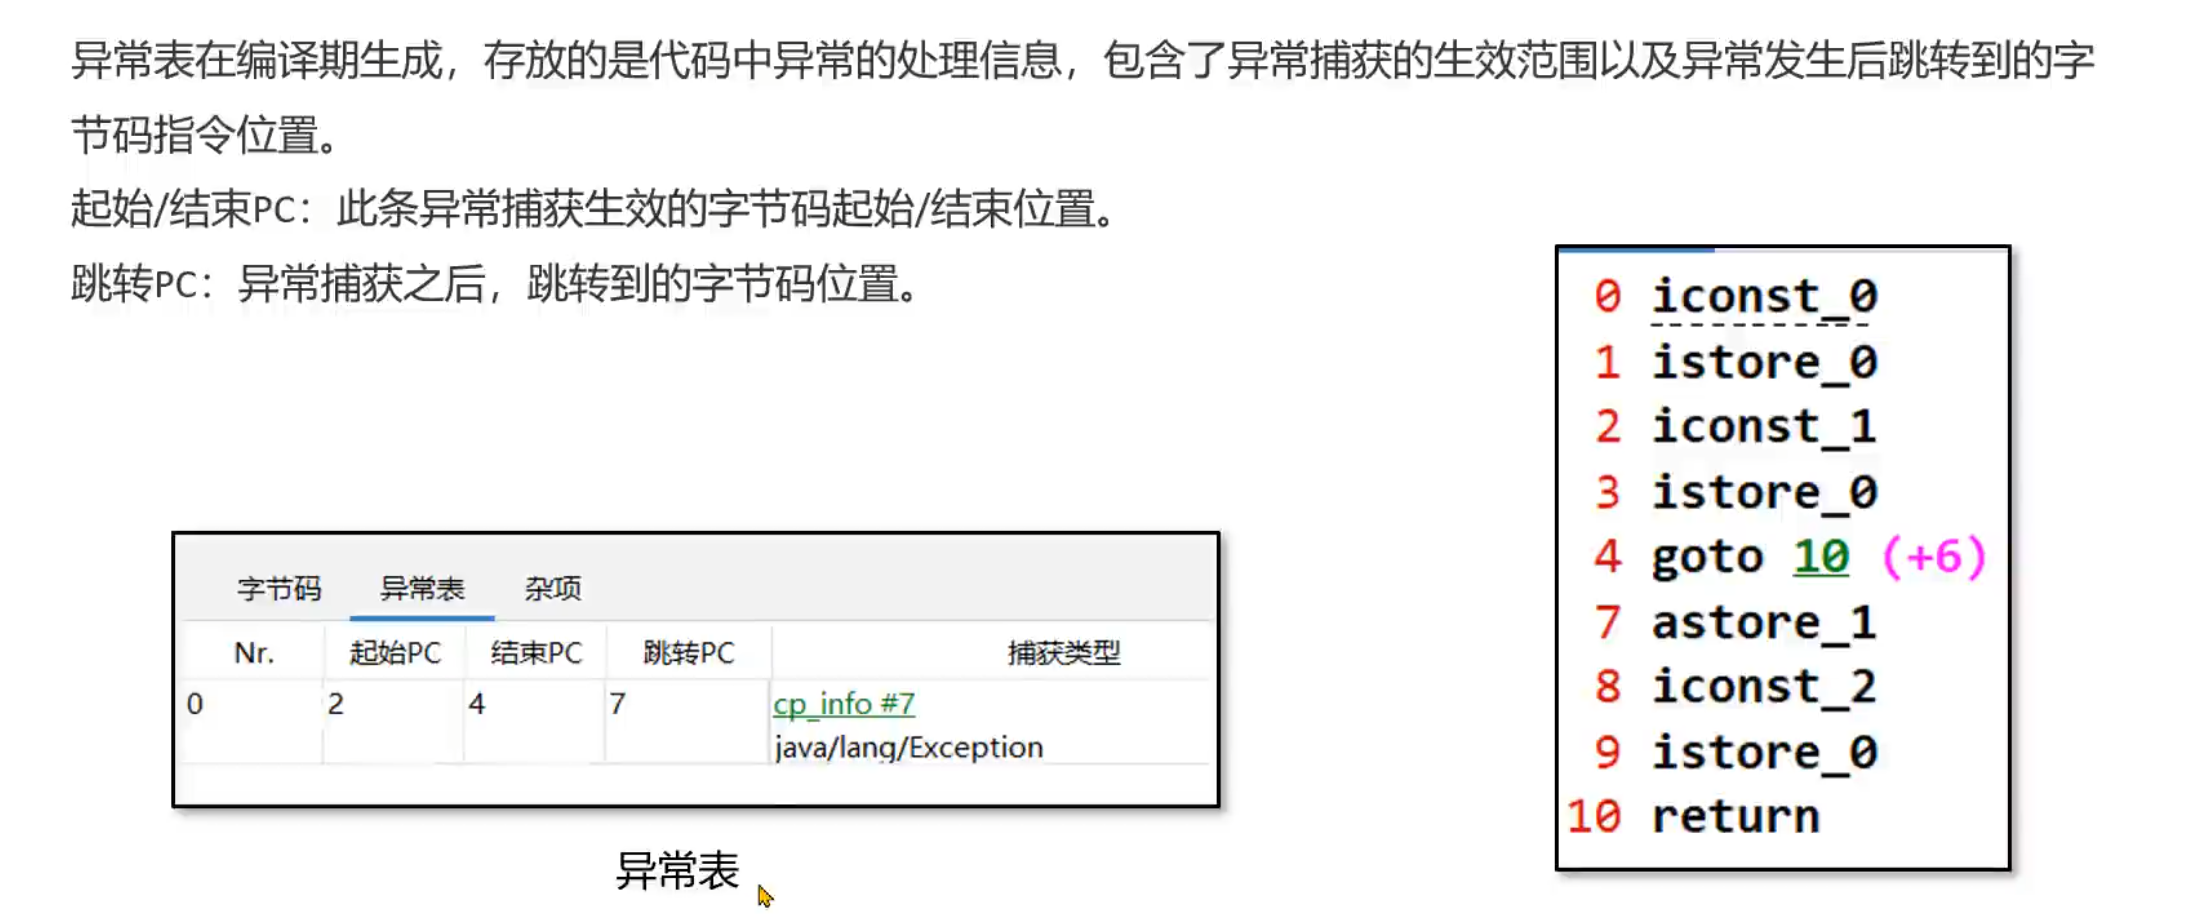 异常表在编译期生成，存放的是代码中异常的处理信息，包含了异常捕获的生效范围以及异常发生后跳转到的字
节码指令位置。
起始/结束PC：此条异常捕获生效的字节码起始/结束位置。
跳转PC：异常捕获之后，跳转到的字节码位置。
字节码 异常表 杂项
Nr. 起始PC 结束PC 跳转PC 捕获类型
0 2 4 7 cp_info #7
java/lang/Exception
异常表
0 iconst_0
1 istore_0
2 iconst_1
3 istore_0
4 goto 10 (+6)
7 astore_1
8 iconst_2
9 istore_0
10 return